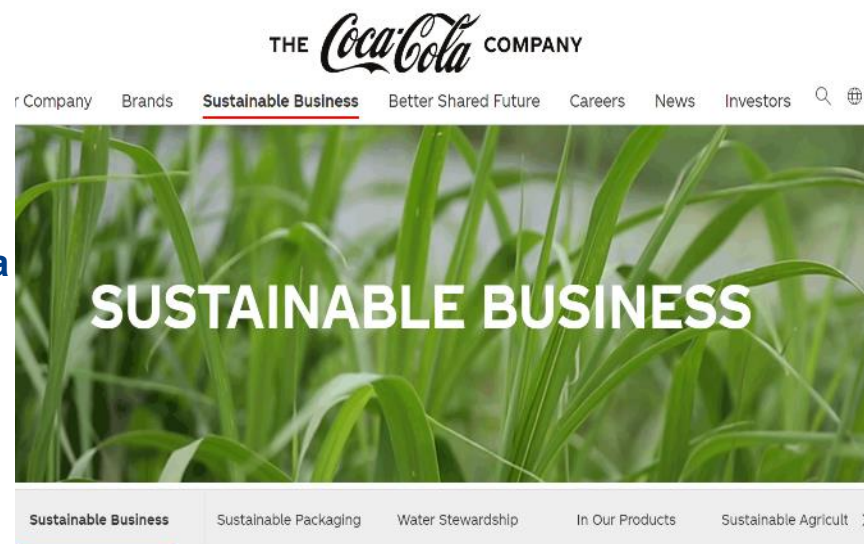 THE Coca-Cola COMPANY
r Company Brands Sustainable Business Better Shared Future Careers News Investors
a
SUSTAINABLE BUSINESS
Sustainable Business Sustainable Packaging Water Stewardship In Our Products Sustainable Agricult